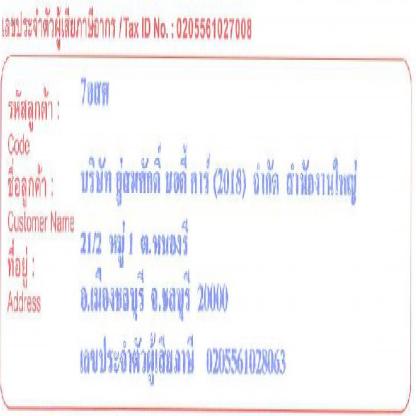 เลขประจำตัวผู้เสียภาษีอากร / Tax ID No. : 0205561027008
รหัสลูกค้า : 7อสต
Code
ชื่อลูกค้า : บริษัท อู่สมศักดิ์ บอดี้ คาร์ (2018) จำกัด สำนักงานใหญ่
Customer Name
ที่อยู่ : 21/2 หมู่ 1 ต.หนองรี
Address อ.เมืองชลบุรี จ.ชลบุรี 20000
เลขประจำตัวผู้เสียภาษี 0205561028063